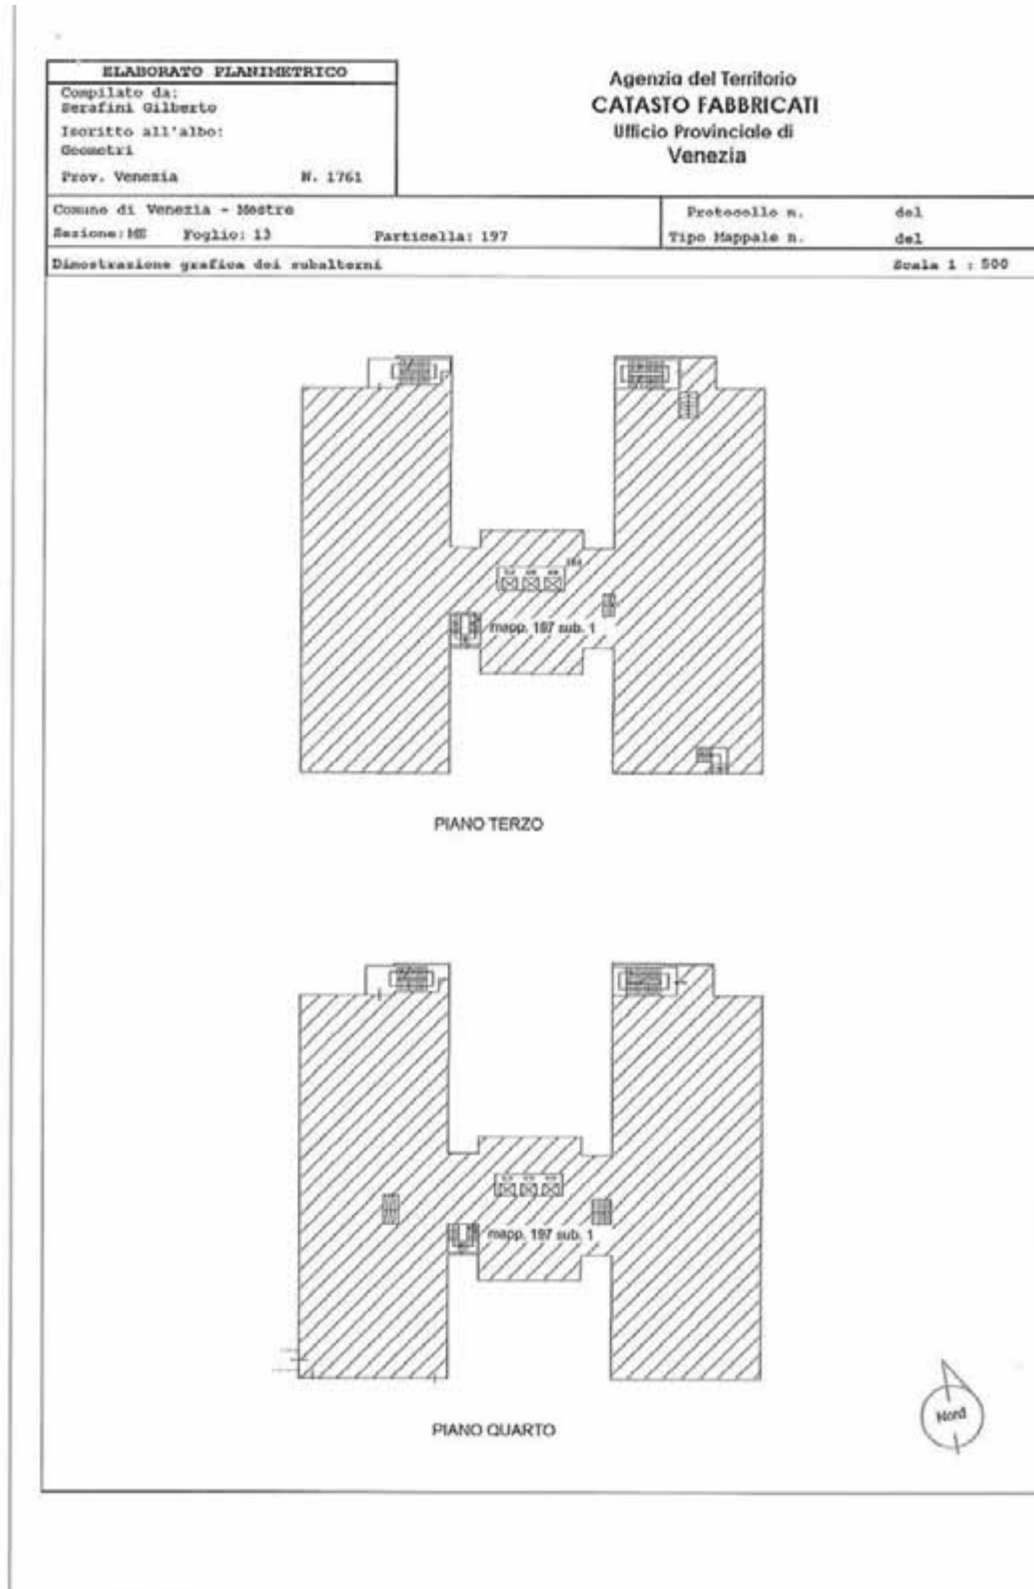 ELABORATO PLANIMETRICO
Compilato da:
Serafini Gilberto
Iscritto all'albo:
Geometri
Prov. Venezia N. 1761
Agenzia del Territorio
CATASTO FABBRICATI
Ufficio Provinciale di
Venezia
Comune di Venezia - Mestre
Sezione: ME Foglio: 13 Particella: 197
Protocollo n. del
Tipo Mappale n. del
Dimostrazione grafica dei subalterni Scala 1 : 500
mapp. 197 sub. 1
PIANO TERZO
mapp. 197 sub. 1
PIANO QUARTO
Nord